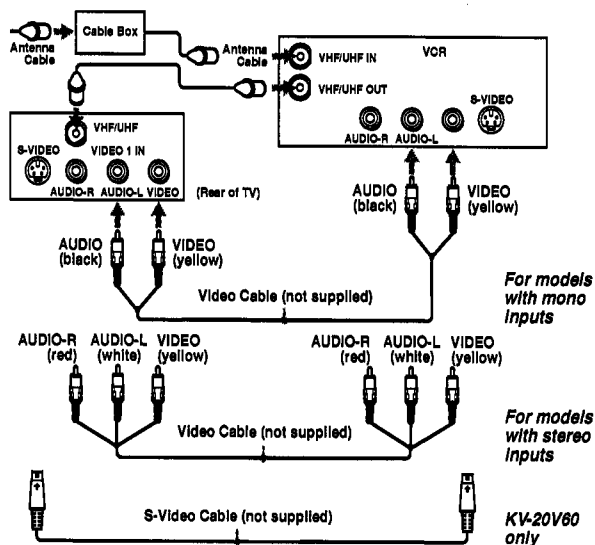 Cable Box
Antenna
Cable
Antenna
Cable
VHF/UHF IN
VCR
VHF/UHF OUT
S-VIDEO
AUDIO-R AUDIO-L
VHF/UHF
S-VIDEO
VIDEO 1 IN
AUDIO-R AUDIO-L VIDEO
(Rear of TV)
AUDIO
(black)
VIDEO
(yellow)
AUDIO
(black)
VIDEO
(yellow)
Video Cable (not supplied)
For models
with mono
inputs
AUDIO-R
(red)
AUDIO-L
(white)
VIDEO
(yellow)
AUDIO-R
(red)
AUDIO-L
(white)
VIDEO
(yellow)
Video Cable (not supplied)
For models
with stereo
inputs
S-Video Cable (not supplied)
KV-20V60
only